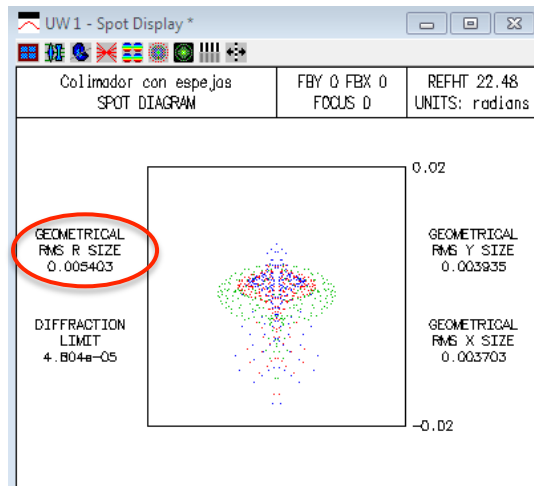 UW 1 - Spot Display *
Colimador con espejos
SPOT DIAGRAM
FBY 0 FBX 0
FOCUS 0
REFHT 22.48
UNITS: radians
0.02
GEOMETRICAL
RMS R SIZE
0.005403
GEOMETRICAL
RMS Y SIZE
0.003935
DIFFRACTION
LIMIT
4.804e-05
GEOMETRICAL
RMS X SIZE
0.003703
-0.02